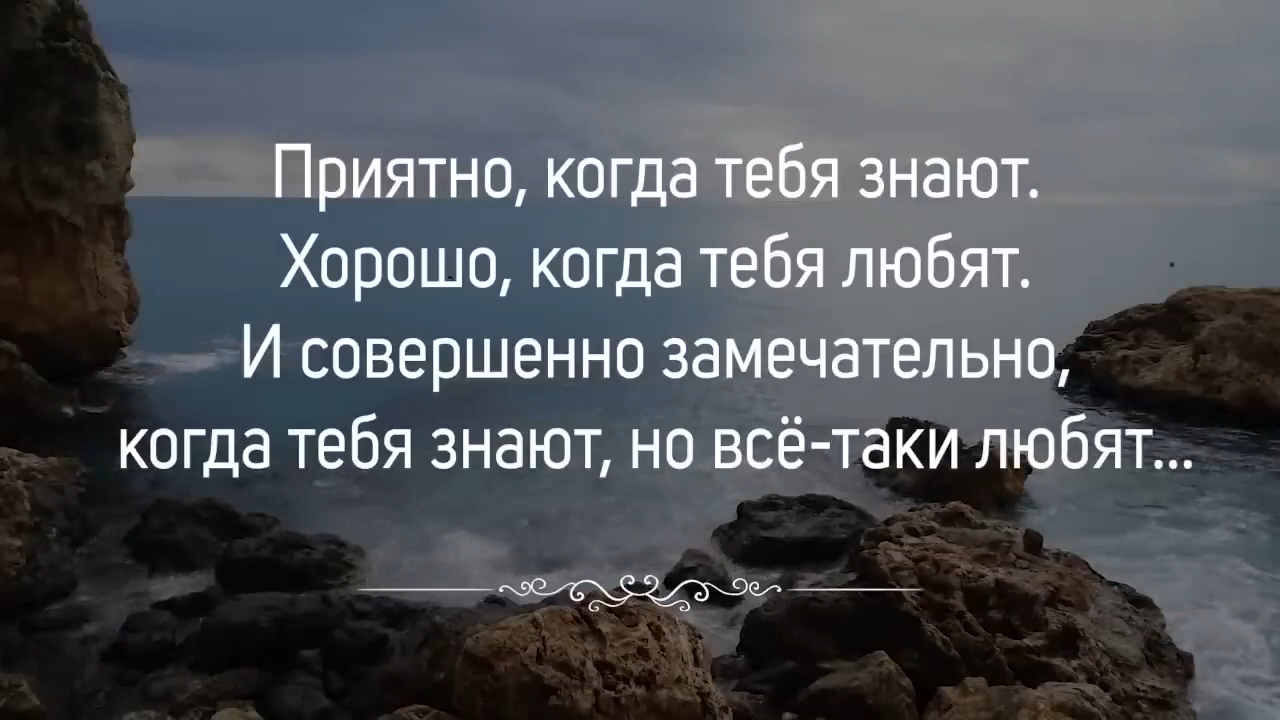 Приятно, когда тебя знают.
Хорошо, когда тебя любят.
И совершенно замечательно,
когда тебя знают, но всё-таки любят...